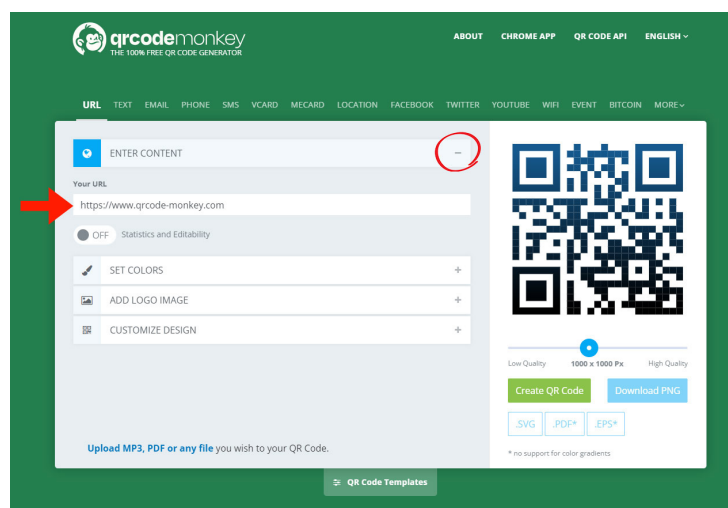 qrcodemonkey
THE 100% FREE QR CODE GENERATOR
ABOUT CHROME APP QR CODE API ENGLISH
URL TEXT EMAIL PHONE SMS VCARD MECARD LOCATION FACEBOOK TWITTER YOUTUBE WIFI EVENT BITCOIN MORE
ENTER CONTENT
Your URL
https://www.qrcode-monkey.com
OFF Statistics and Editability
SET COLORS +
ADD LOGO IMAGE +
CUSTOMIZE DESIGN +
Upload MP3, PDF or any file you wish to your QR Code.
Low Quality 1000 x 1000 Px High Quality
Create QR Code Download PNG
.SVG .PDF* .EPS*
* no support for color gradients
QR Code Templates